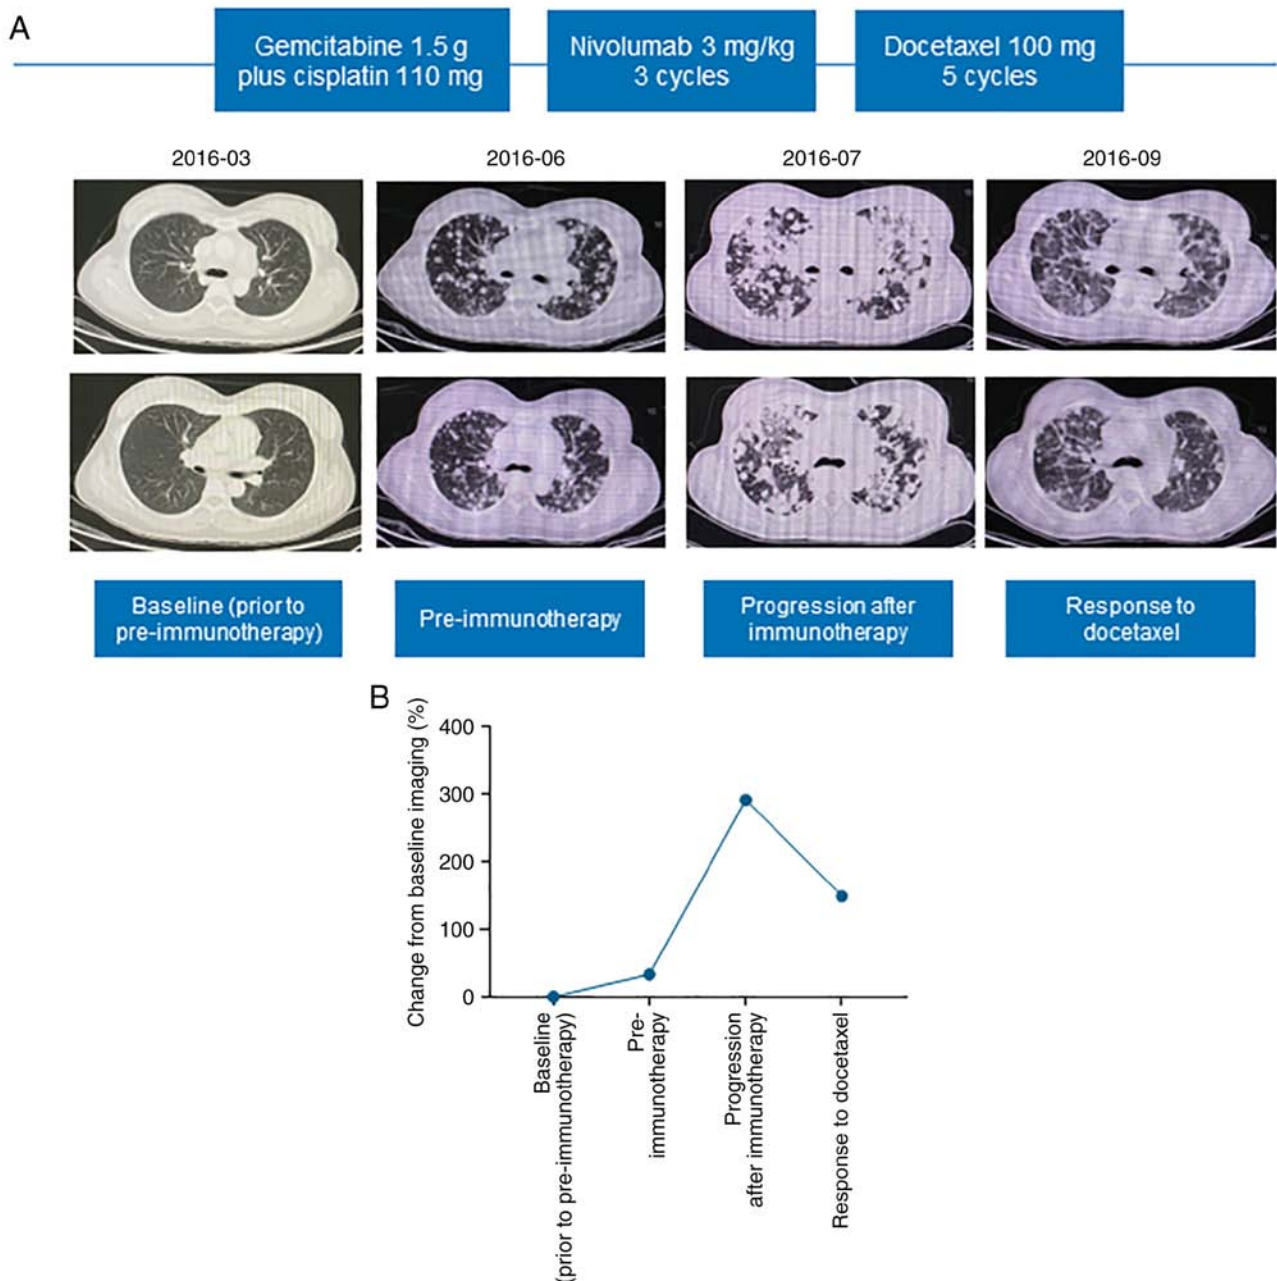 A
Gemcitabine 1.5 g
plus cisplatin 110 mg
Nivolumab 3 mg/kg
3 cycles
Docetaxel 100 mg
5 cycles
2016-03
2016-06
2016-07
2016-09
Baseline (prior to
pre-immunotherapy)
Pre-immunotherapy
Progression after
immunotherapy
Response to
docetaxel
B
Change from baseline imaging (%)
400
300
200
100
0
Baseline
(prior to pre-immunotherapy)
Pre-
immunotherapy
Progression
after immunotherapy
Response to docetaxel